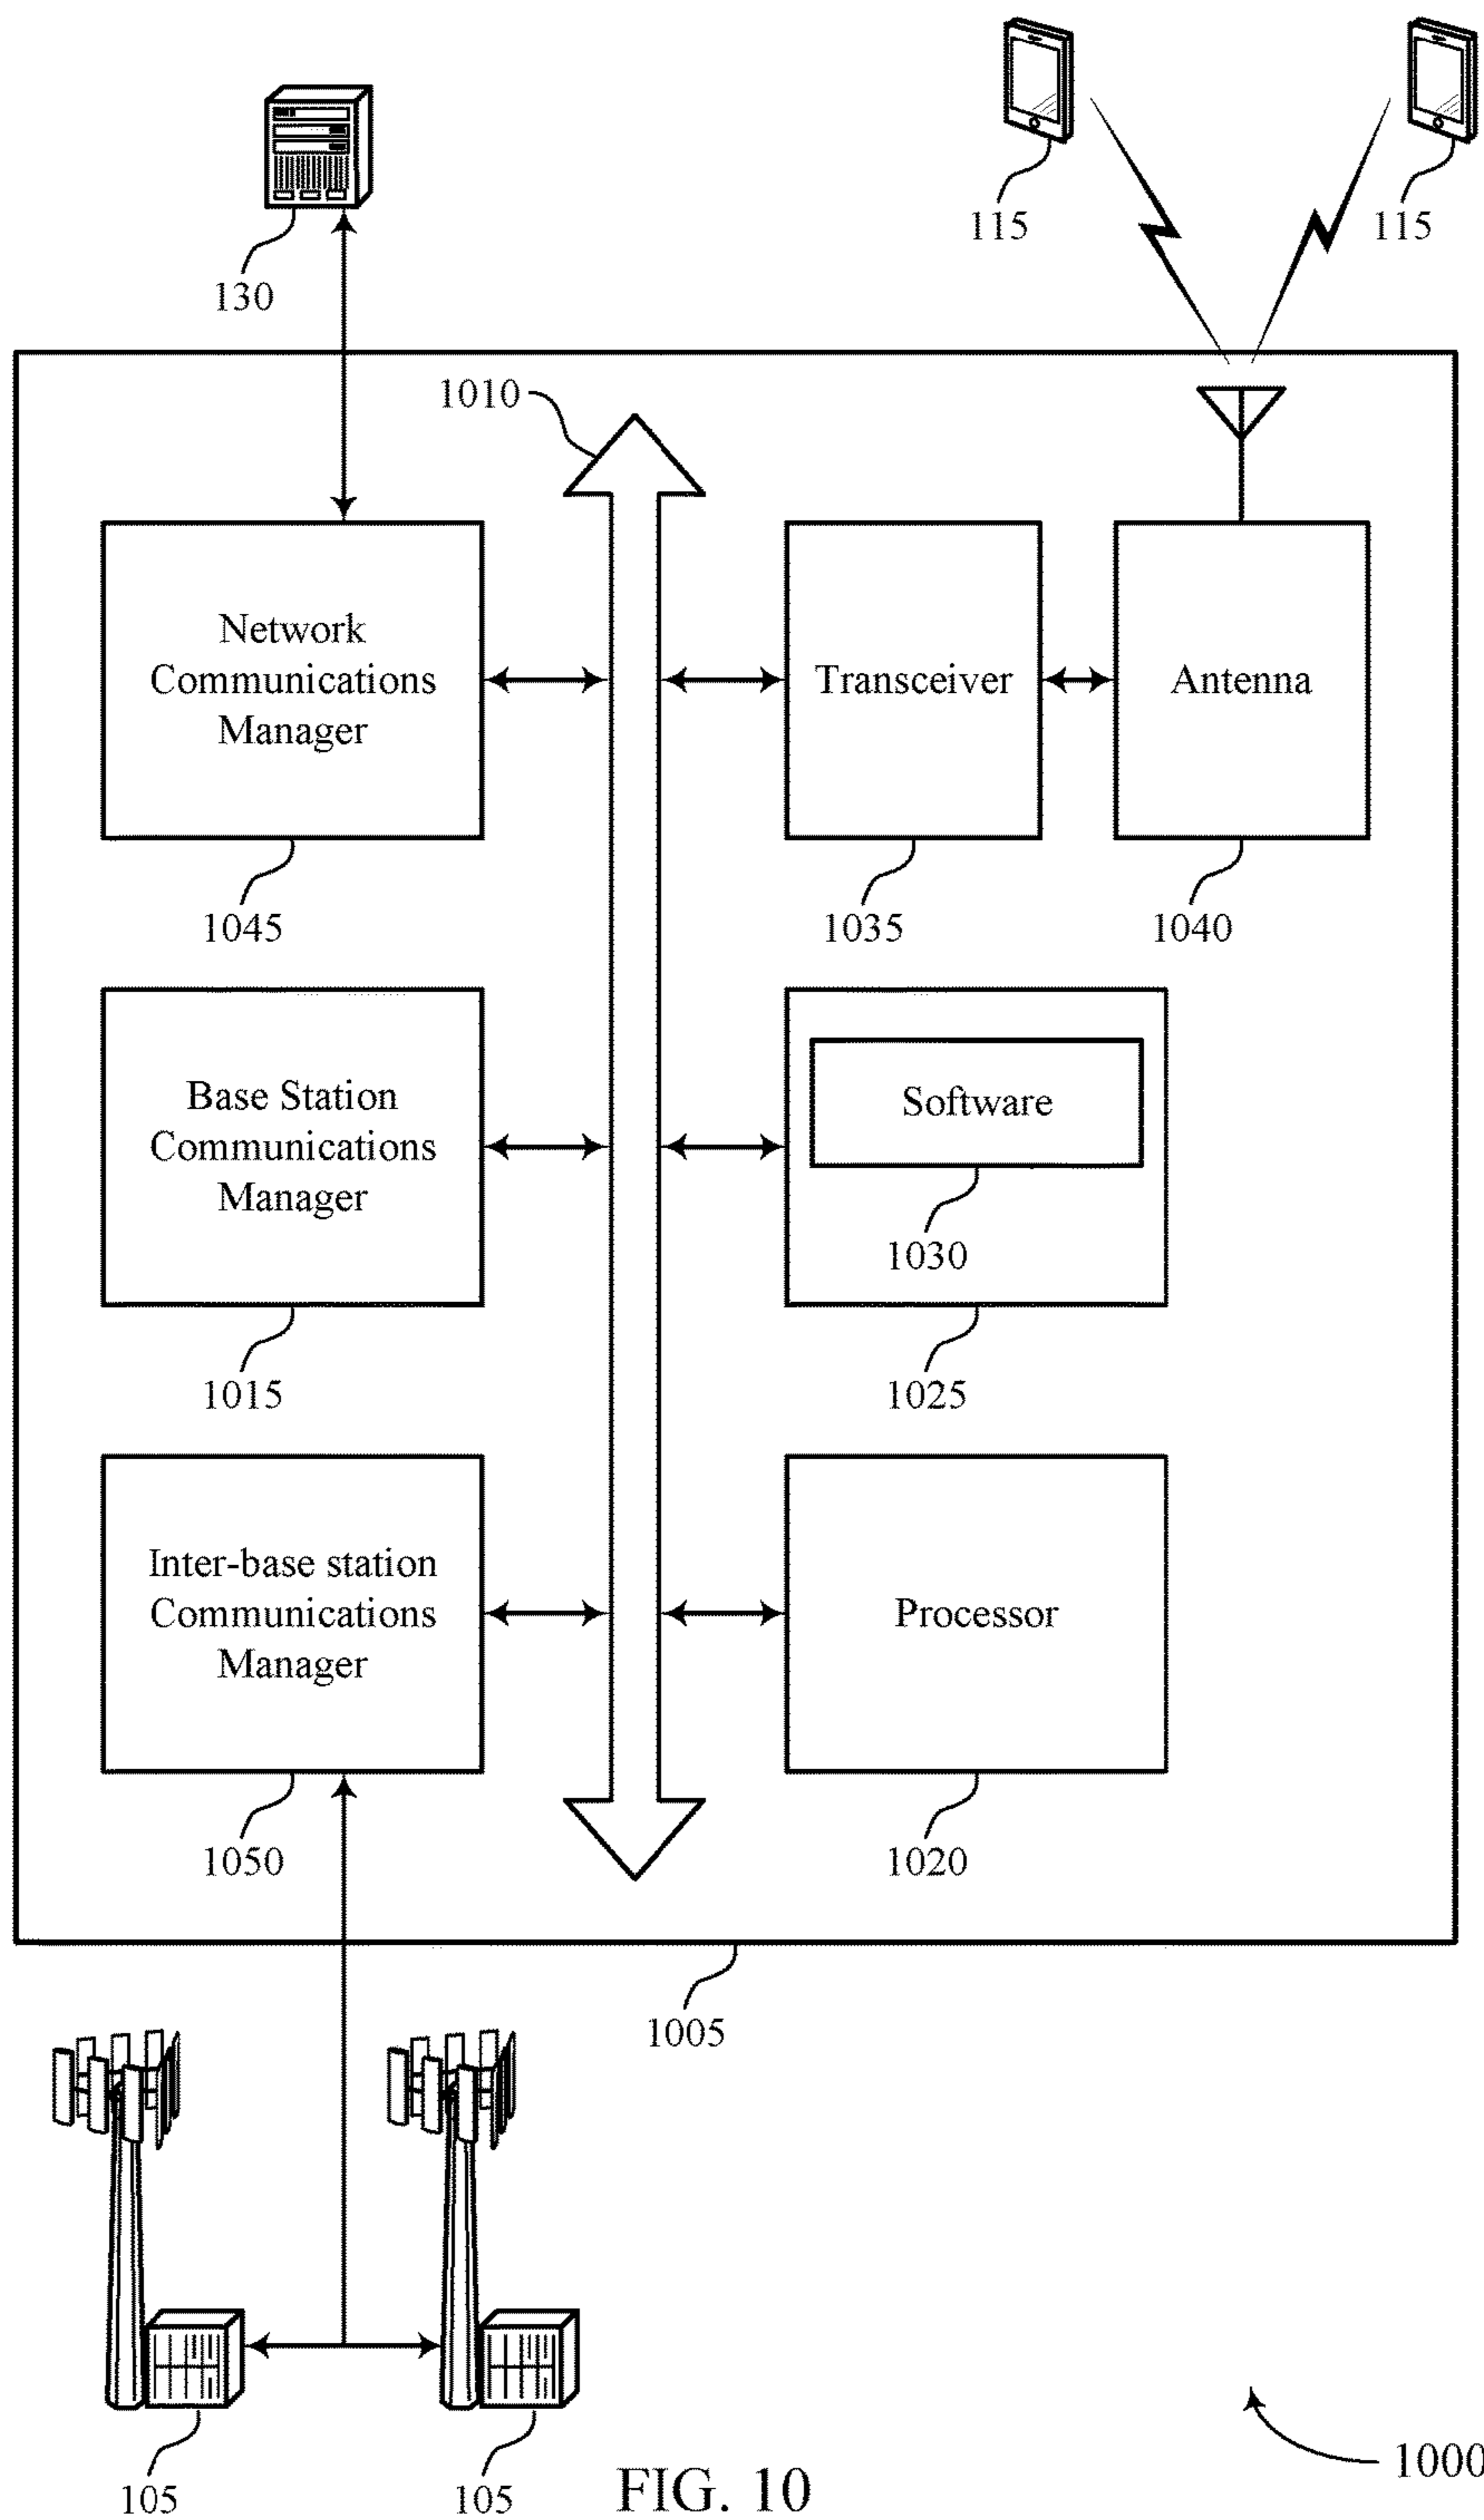 115
115
130
1010
Network
Communications
Manager
Transceiver
Antenna
1045
1035
1040
Base Station
Communications
Manager
Software
1030
1015
1025
Inter-base station
Communications
Manager
Processor
1050
1020
1005
105
105
FIG. 10
1000